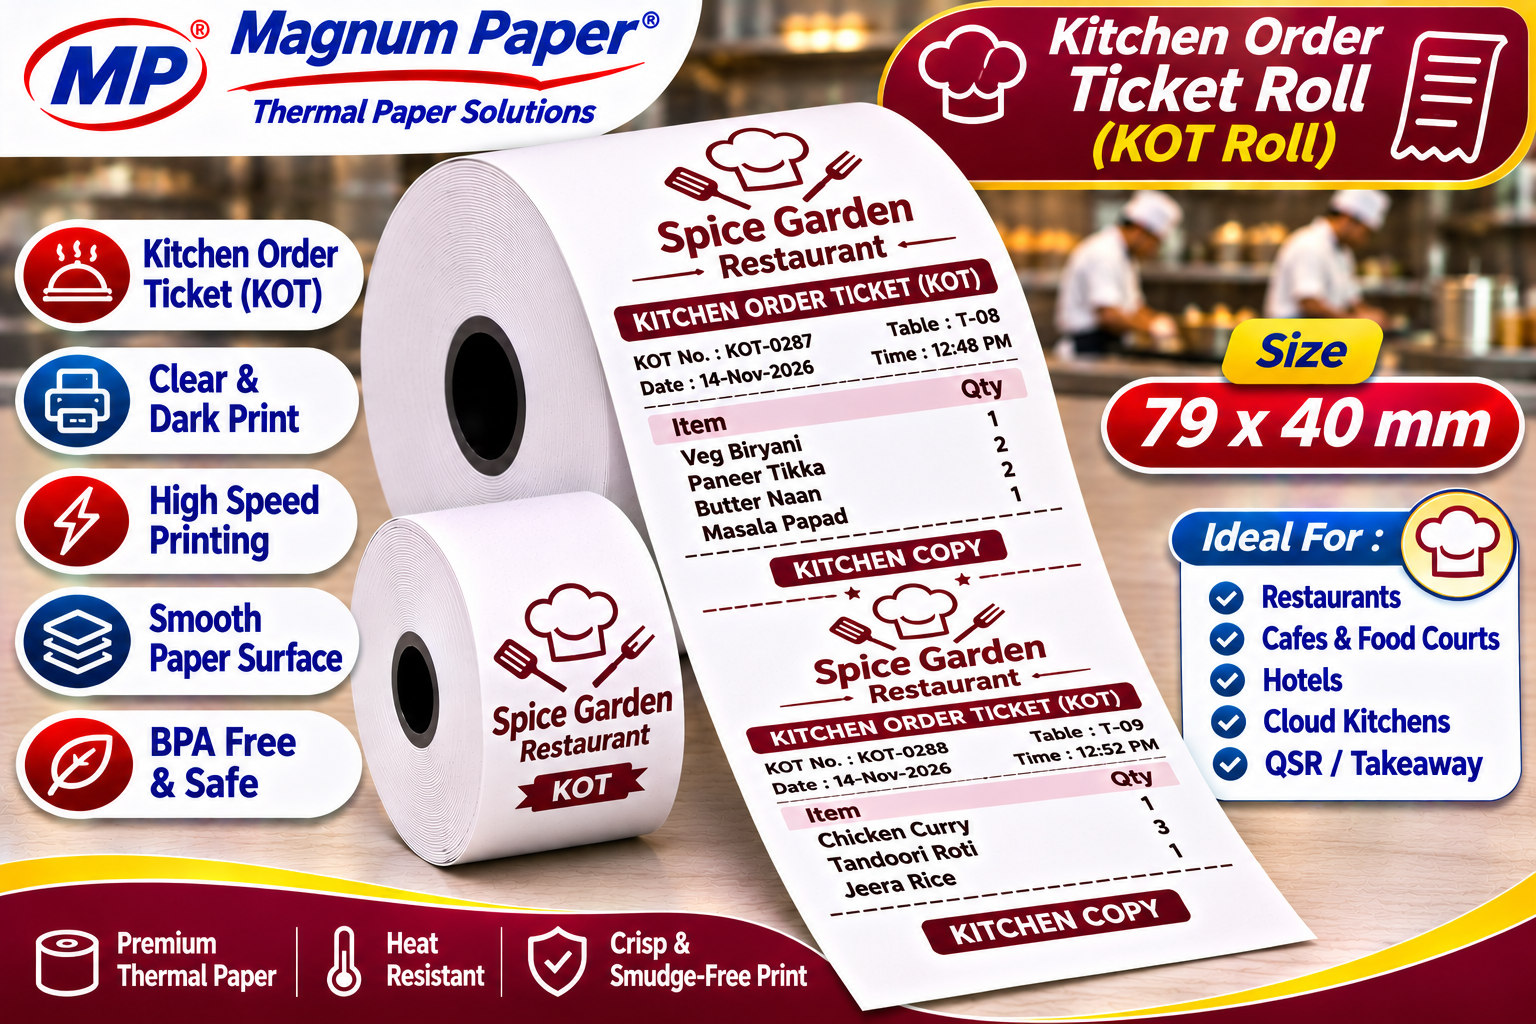 MP®
Magnum Paper®
Thermal Paper Solutions
Kitchen Order
Ticket Roll
(KOT Roll)
Kitchen Order
Ticket (KOT)
Clear &
Dark Print
High Speed
Printing
Smooth
Paper Surface
BPA Free
& Safe
Spice Garden
Restaurant
KITCHEN ORDER TICKET (KOT)
KOT No. : KOT-0287 Table : T-08
Date : 14-Nov-2026 Time : 12:48 PM
Item Qty
Veg Biryani 1
Paneer Tikka 2
Butter Naan 2
Masala Papad 1
KITCHEN COPY
Spice Garden
Restaurant
KITCHEN ORDER TICKET (KOT)
KOT No. : KOT-0288 Table : T-09
Date : 14-Nov-2026 Time : 12:52 PM
Item Qty
Chicken Curry 1
Tandoori Roti 3
Jeera Rice 1
KITCHEN COPY
Spice Garden
Restaurant
KOT
Size
79 x 40 mm
Ideal For :
Restaurants
Cafes & Food Courts
Hotels
Cloud Kitchens
QSR / Takeaway
Premium
Thermal Paper
Heat
Resistant
Crisp &
Smudge-Free Print